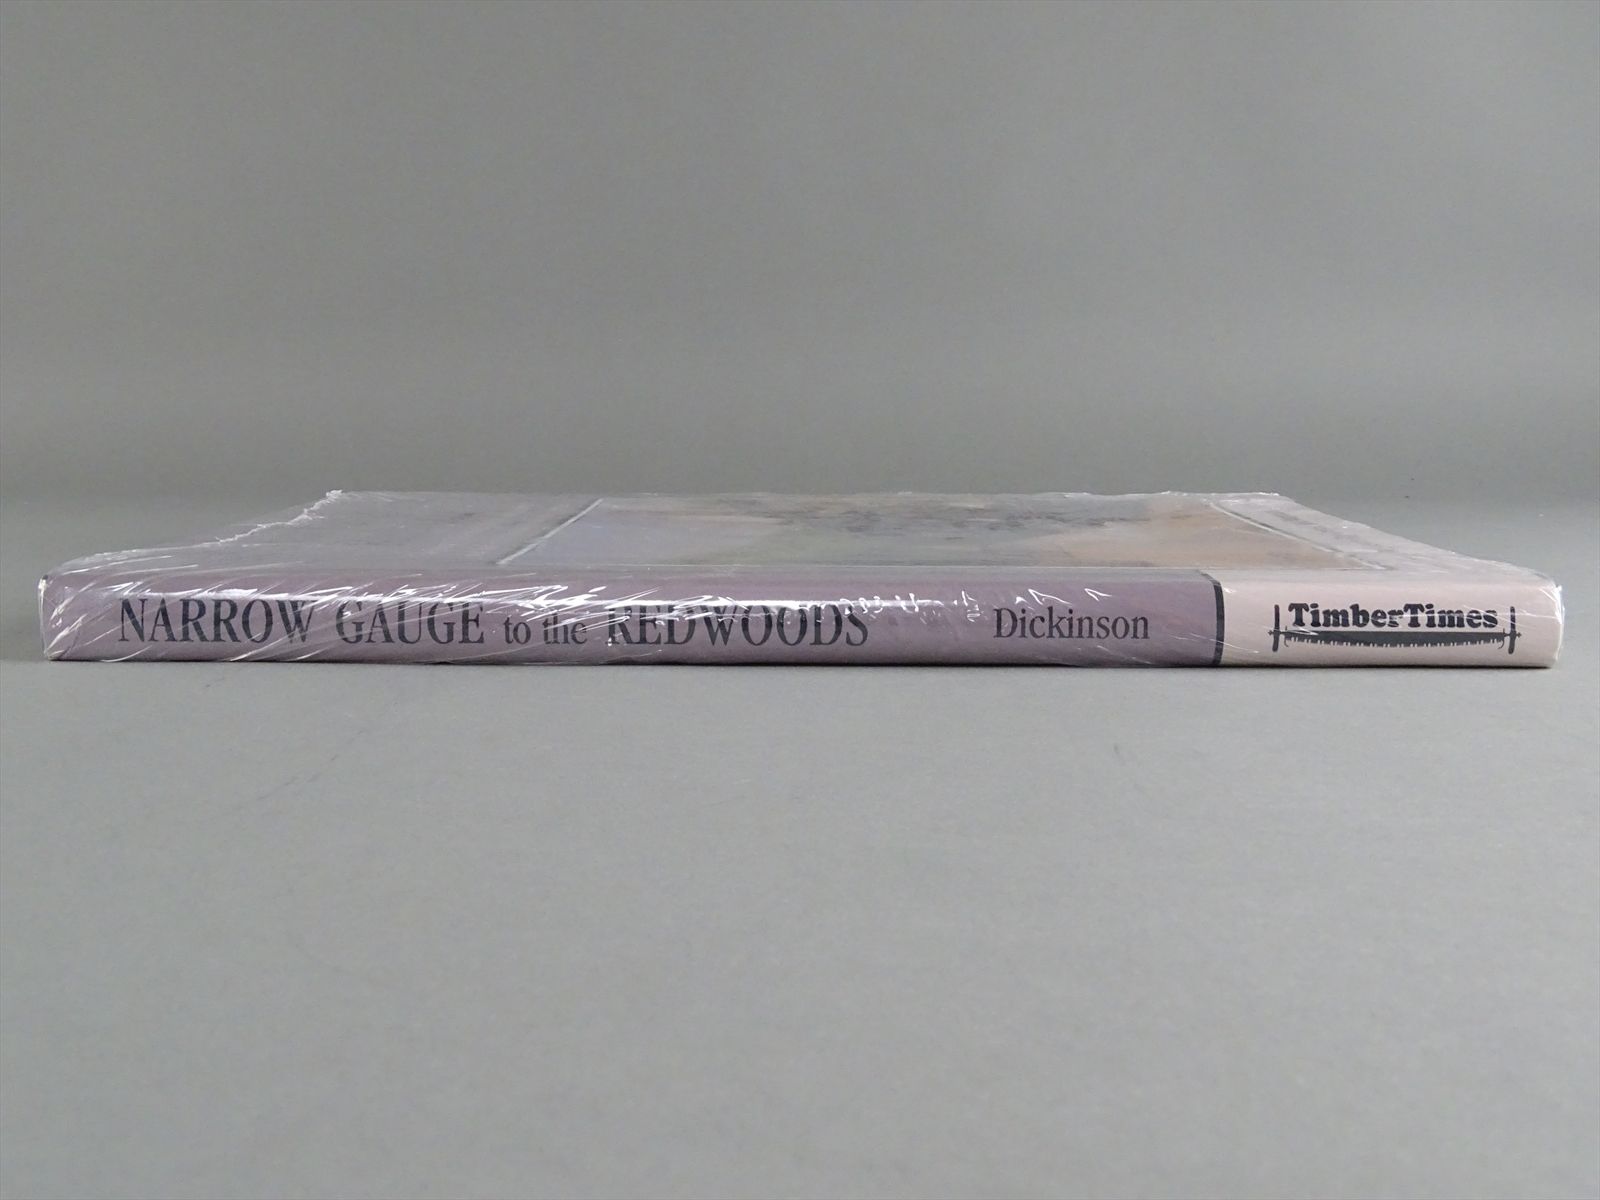 NARROW GAUGE to the REDWOODS Dickinson TimberTimes